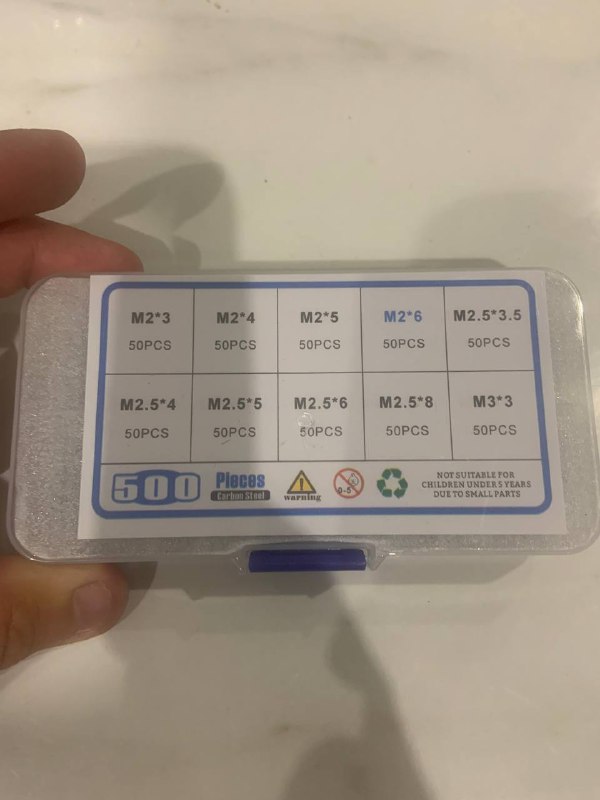 M2*3 M2*4 M2*5 M2*6 M2.5*3.5
50PCS 50PCS 50PCS 50PCS 50PCS
M2.5*4 M2.5*5 M2.5*6 M2.5*8 M3*3
50PCS 50PCS 50PCS 50PCS 50PCS
500 Pieces
Carbon Steel
warning
0-5
NOT SUITABLE FOR
CHILDREN UNDER 5 YEARS
DUE TO SMALL PARTS